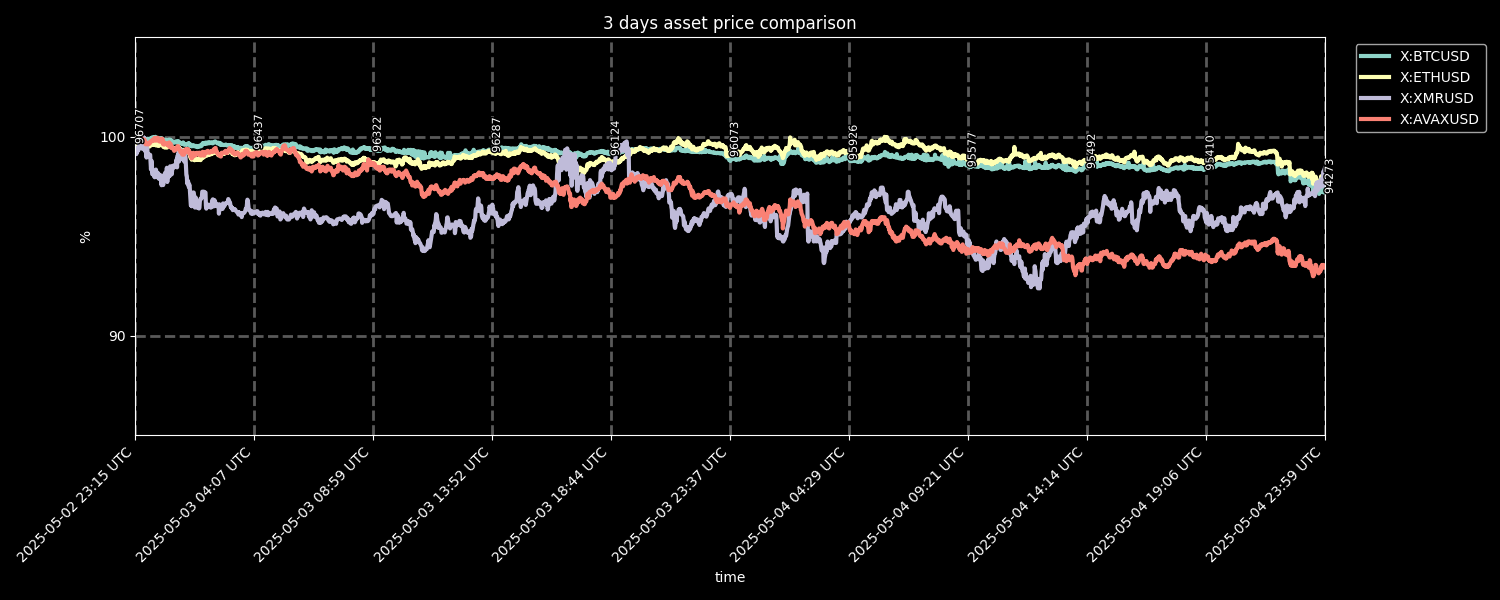 3 days asset price comparison
X:BTCUSD
X:ETHUSD
X:XMRUSD
X:AVAXUSD
100
90
%
96707
96437
96322
96287
96124
96073
95926
95577
95492
95410
94273
2025-05-02 23:15 UTC
2025-05-03 04:07 UTC
2025-05-03 08:59 UTC
2025-05-03 13:52 UTC
2025-05-03 18:44 UTC
2025-05-03 23:37 UTC
2025-05-04 04:29 UTC
2025-05-04 09:21 UTC
2025-05-04 14:14 UTC
2025-05-04 19:06 UTC
2025-05-04 23:59 UTC
time